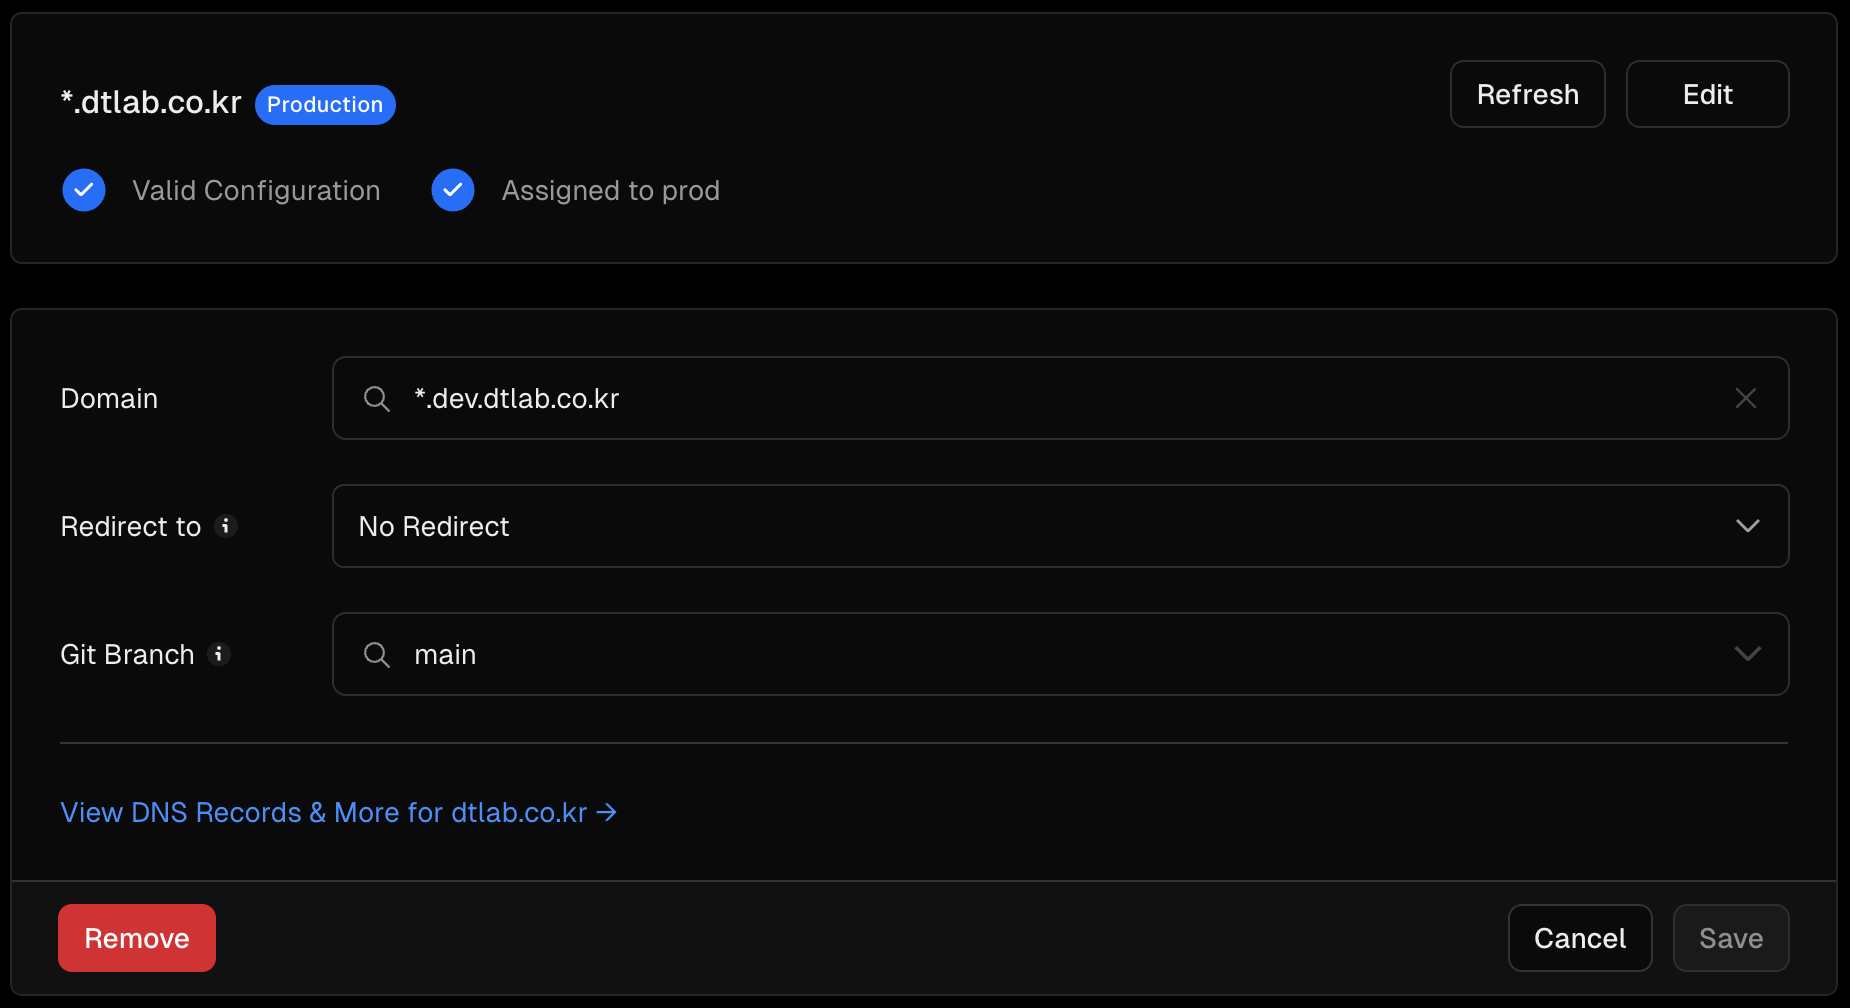 *.dtlab.co.kr Production
Refresh
Edit
Valid Configuration
Assigned to prod
Domain
*.dev.dtlab.co.kr
Redirect to
No Redirect
Git Branch
main
View DNS Records & More for dtlab.co.kr →
Remove
Cancel
Save